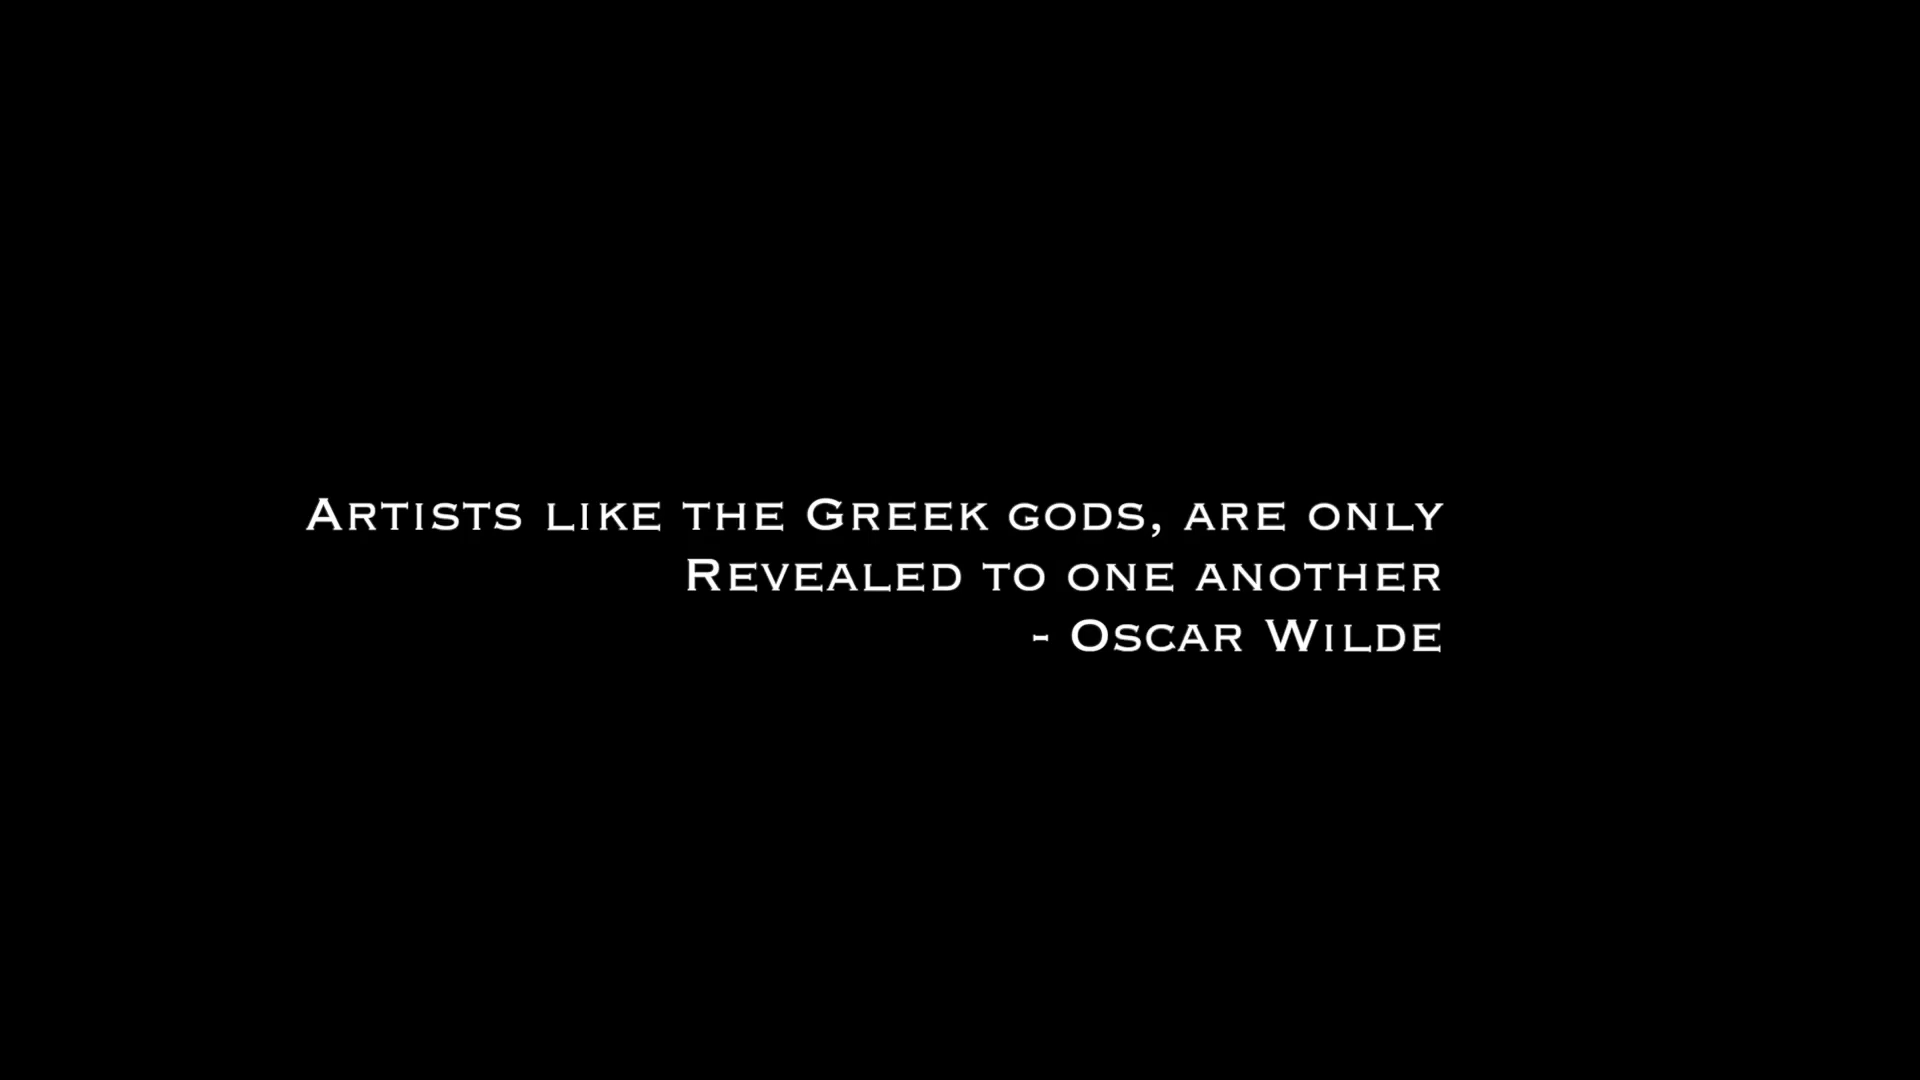 Artists like the Greek gods, are only
Revealed to one another
- Oscar Wilde